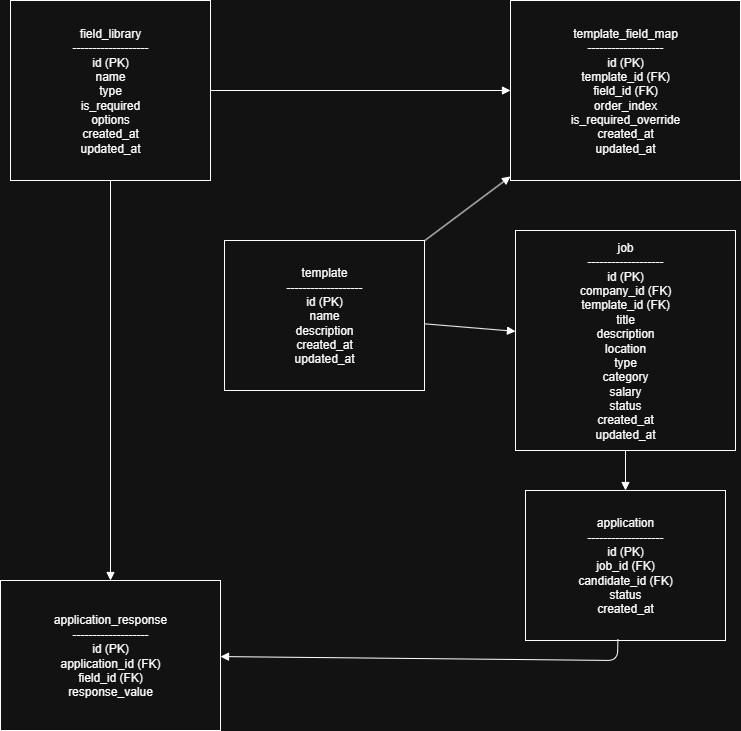 field_library
-------------------
id (PK)
name
type
is_required
options
created_at
updated_at
template_field_map
-------------------
id (PK)
template_id (FK)
field_id (FK)
order_index
is_required_override
created_at
updated_at
template
-------------------
id (PK)
name
description
created_at
updated_at
job
-------------------
id (PK)
company_id (FK)
template_id (FK)
title
description
location
type
category
salary
status
created_at
updated_at
application
-------------------
id (PK)
job_id (FK)
candidate_id (FK)
status
created_at
application_response
-------------------
id (PK)
application_id (FK)
field_id (FK)
response_value